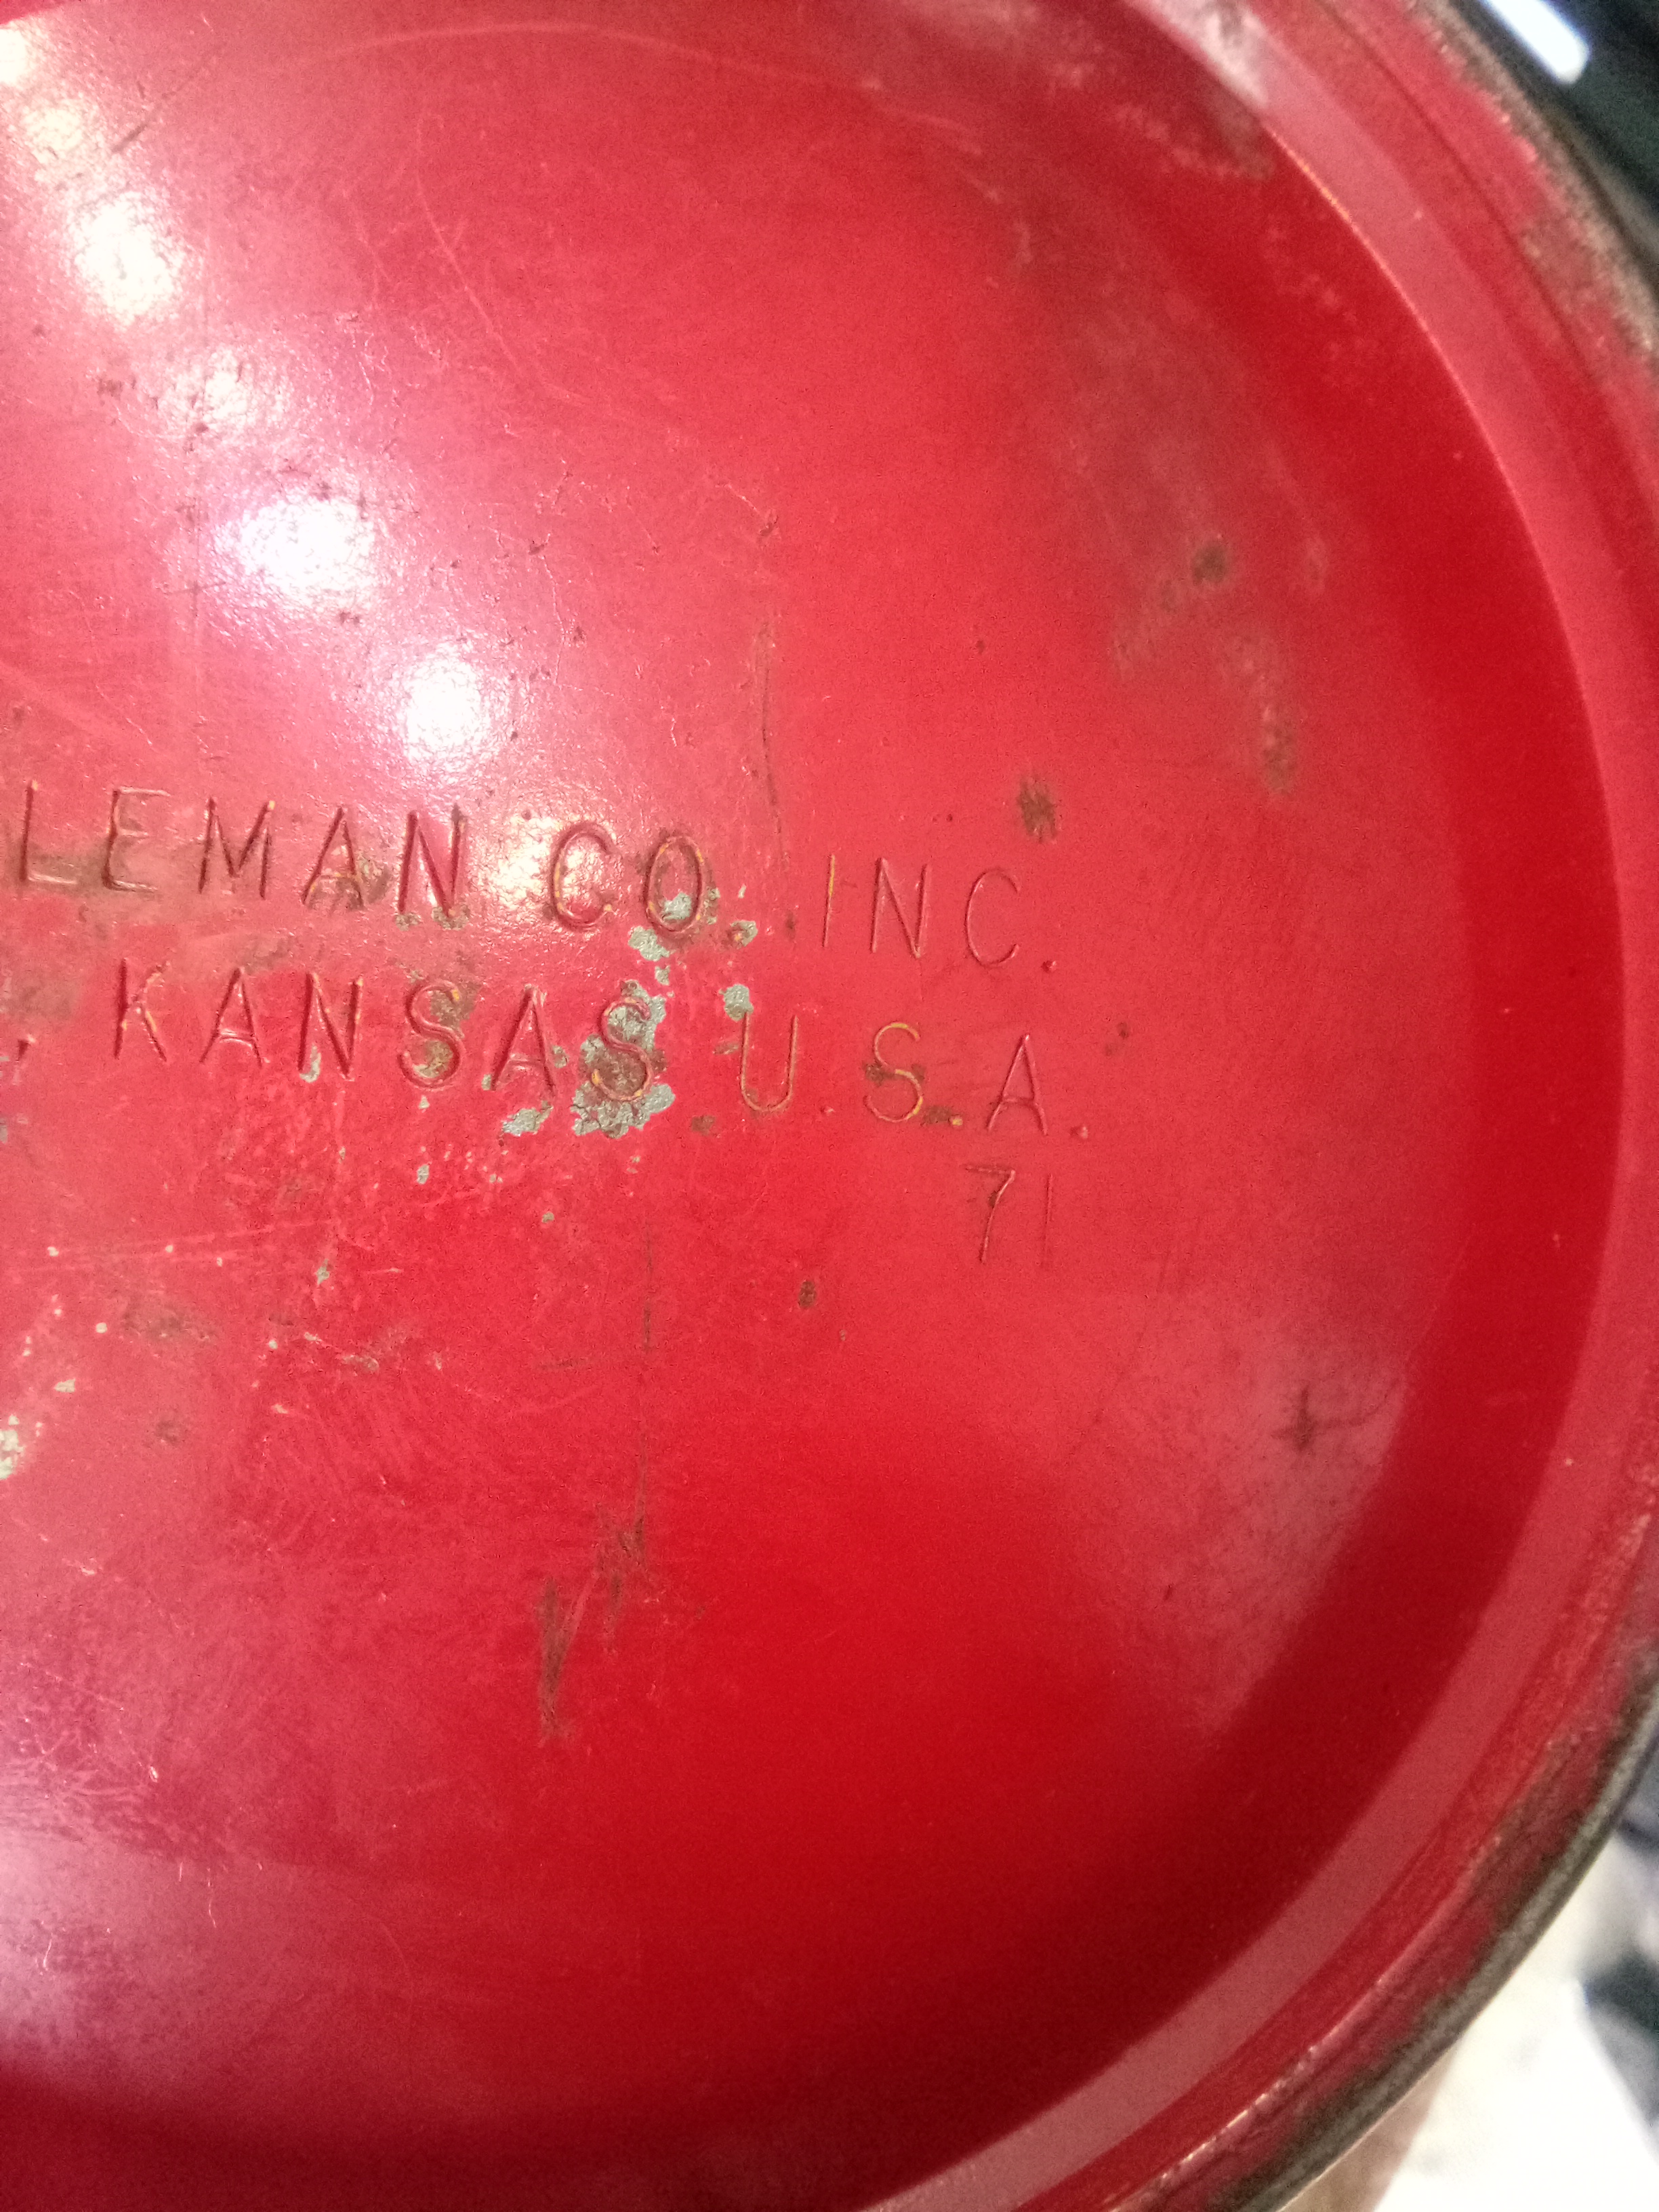 LEMAN CO. INC.
, KANSAS U.S.A.
71